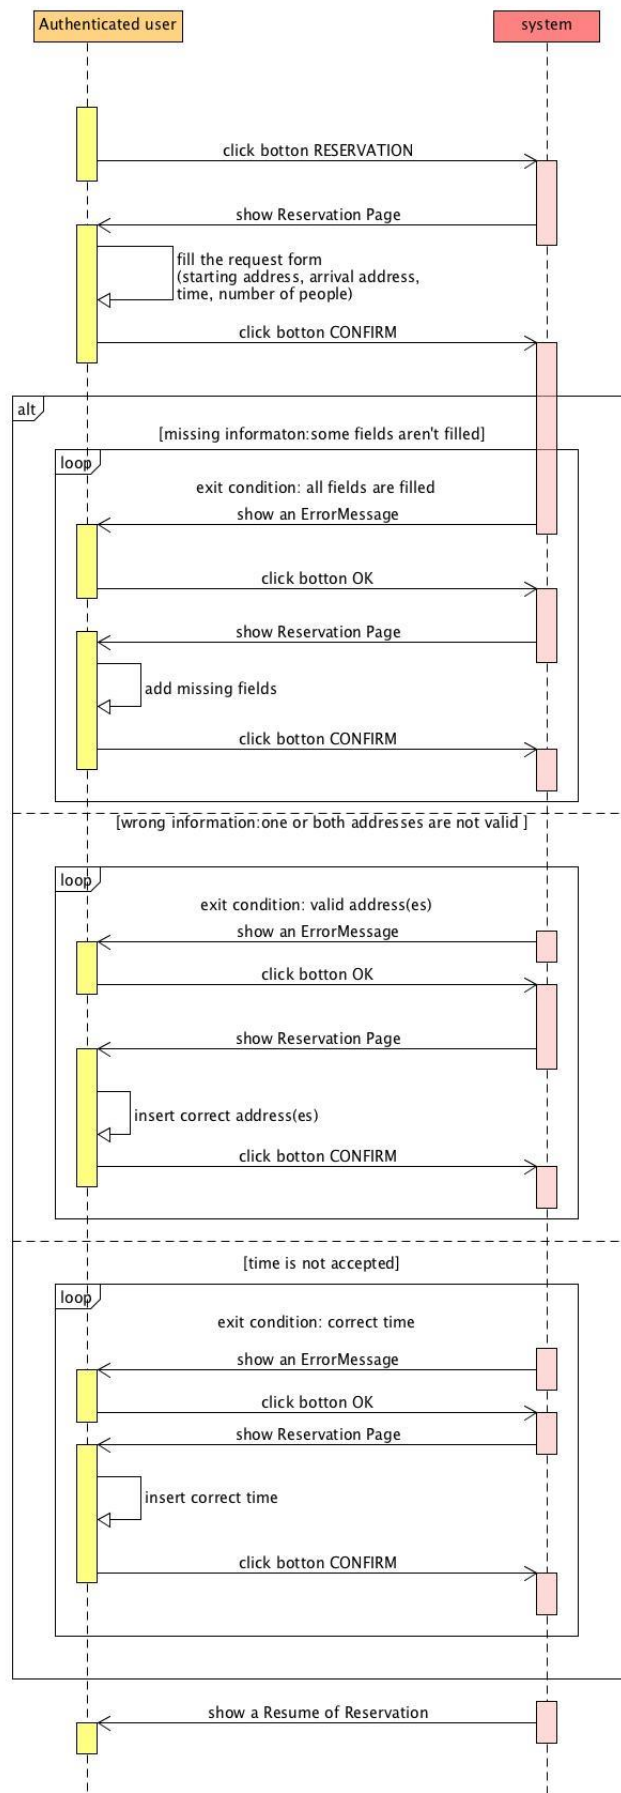 Authenticated user
system
click botton RESERVATION
show Reservation Page
fill the request form
(starting address, arrival address,
time, number of people)
click botton CONFIRM
alt
[missing informaton:some fields aren't filled]
loop
exit condition: all fields are filled
show an ErrorMessage
click botton OK
show Reservation Page
add missing fields
click botton CONFIRM
[wrong information:one or both addresses are not valid ]
loop
exit condition: valid address(es)
show an ErrorMessage
click botton OK
show Reservation Page
insert correct address(es)
click botton CONFIRM
[time is not accepted]
loop
exit condition: correct time
show an ErrorMessage
click botton OK
show Reservation Page
insert correct time
click botton CONFIRM
show a Resume of Reservation